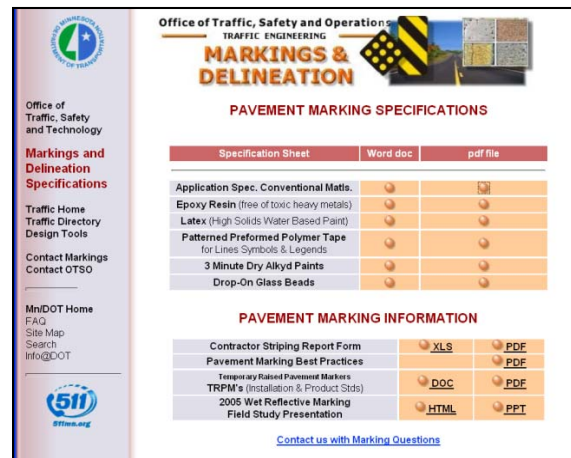 MINNESOTA
DEPARTMENT OF TRANSPORTATION
Office of Traffic, Safety and Operations
TRAFFIC ENGINEERING
MARKINGS &
DELINEATION
Office of
Traffic, Safety
and Technology
Markings and
Delineation
Specifications
Traffic Home
Traffic Directory
Design Tools
Contact Markings
Contact OTSO
Mn/DOT Home
FAQ
Site Map
Search
Info@DOT
511
511mn.org
PAVEMENT MARKING SPECIFICATIONS
Specification Sheet Word doc pdf file
Application Spec. Conventional Matls.
Epoxy Resin (free of toxic heavy metals)
Latex (High Solids Water Based Paint)
Patterned Preformed Polymer Tape
for Lines Symbols & Legends
3 Minute Dry Alkyd Paints
Drop-On Glass Beads
PAVEMENT MARKING INFORMATION
Contractor Striping Report Form XLS PDF
Pavement Marking Best Practices PDF
Temporary Raised Pavement Markers
TRPM's (Installation & Product Stds) DOC PDF
2005 Wet Reflective Marking
Field Study Presentation HTML PPT
Contact us with Marking Questions